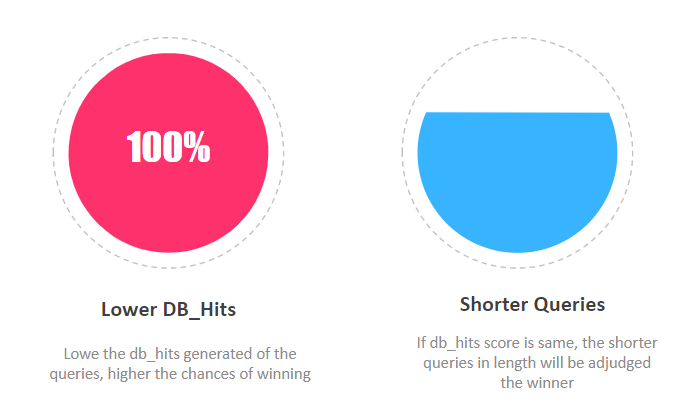 100%
Lower DB_Hits
Lowe the db_hits generated of the
queries, higher the chances of winning
Shorter Queries
If db_hits score is same, the shorter
queries in length will be adjudged
the winner